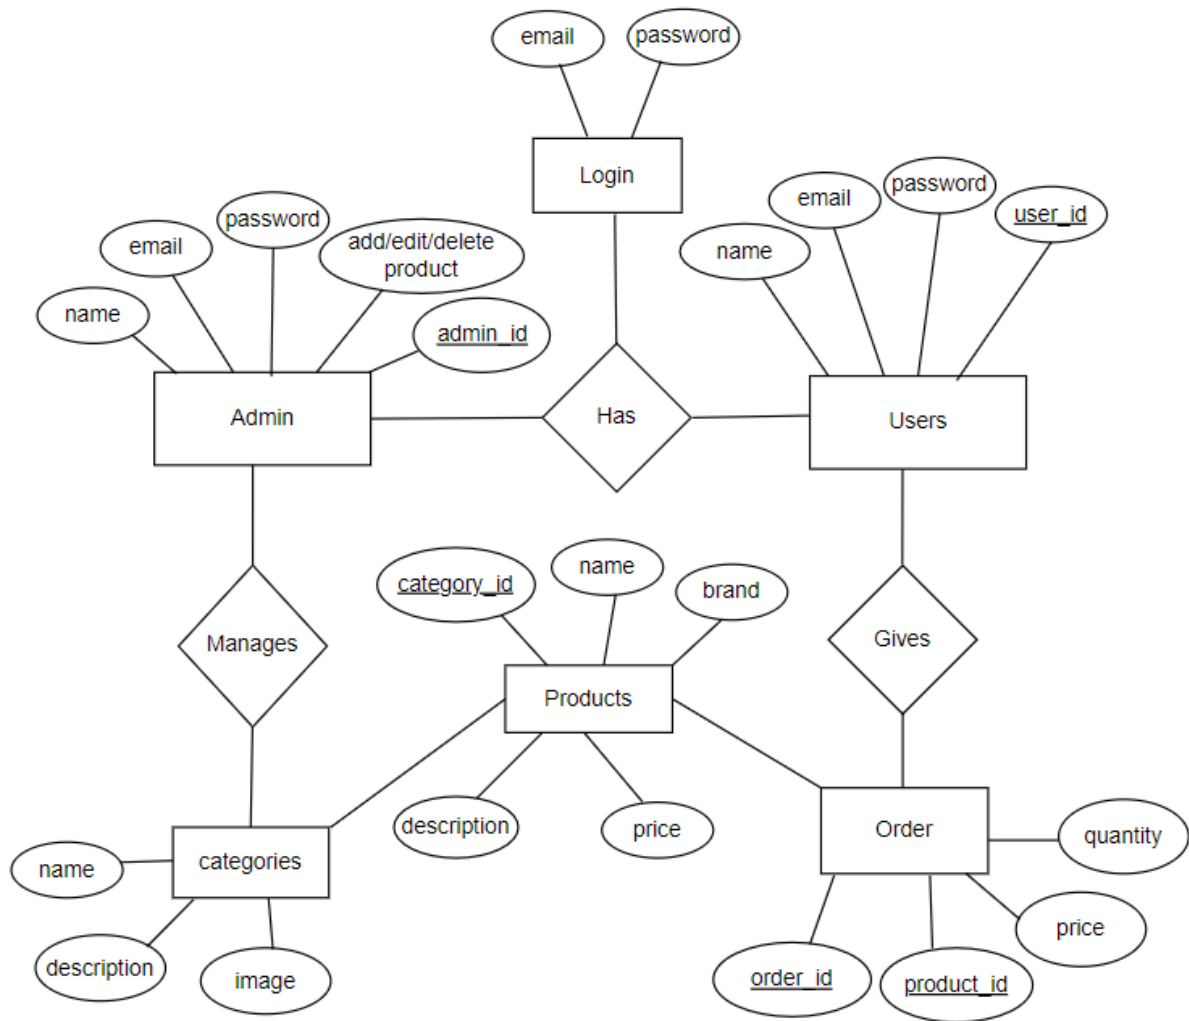 email
password
Login
email
password
user_id
name
password
email
add/edit/delete
product
name
admin_id
Admin
Has
Users
category_id
name
brand
Manages
Gives
Products
description
price
name
categories
Order
quantity
description
image
order_id
product_id
price